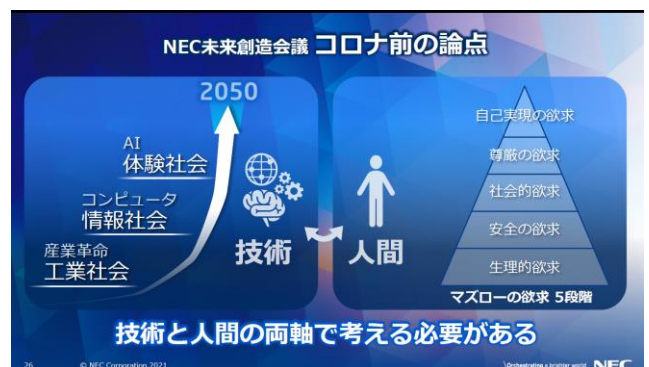 NEC未来創造会議 コロナ前の論点
2050
AI
体験社会
コンピュータ
情報社会
産業革命
工業社会
技術
人間
自己実現の欲求
尊厳の欲求
社会的欲求
安全の欲求
生理的欲求
マズローの欲求 5段階
技術と人間の両軸で考える必要がある
26 © NEC Corporation 2021
\Orchestrating a brighter world NEC